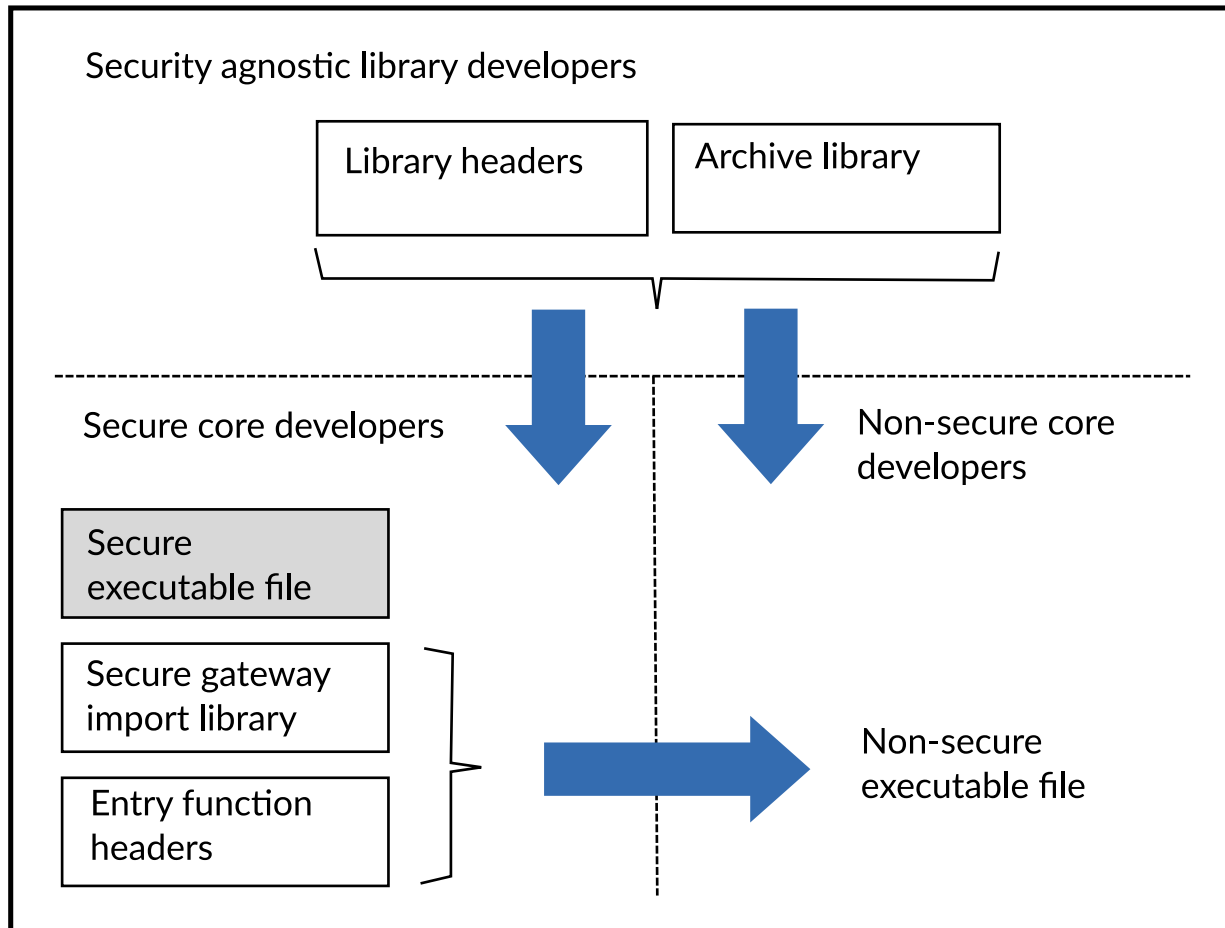 Security agnostic library developers
Library headers
Archive library
Secure core developers
Non-secure core
developers
Secure
executable file
Secure gateway
import library
Non-secure
executable file
Entry function
headers